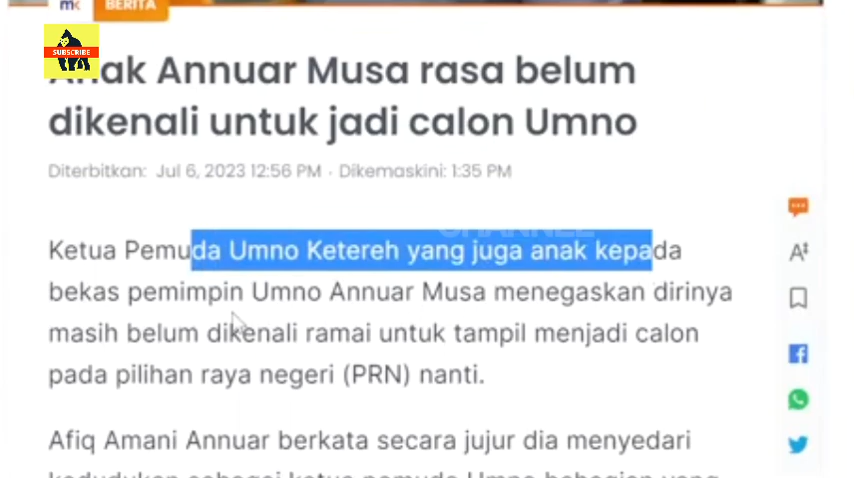 mk BERITA
SUBSCRIBE
Anak Annuar Musa rasa belum
dikenali untuk jadi calon Umno
Diterbitkan: Jul 6, 2023 12:56 PM · Dikemaskini: 1:35 PM
CHANNEL
Ketua Pemuda Umno Ketereh yang juga anak kepada
bekas pemimpin Umno Annuar Musa menegaskan dirinya
masih belum dikenali ramai untuk tampil menjadi calon
pada pilihan raya negeri (PRN) nanti.
Afiq Amani Annuar berkata secara jujur dia menyedari